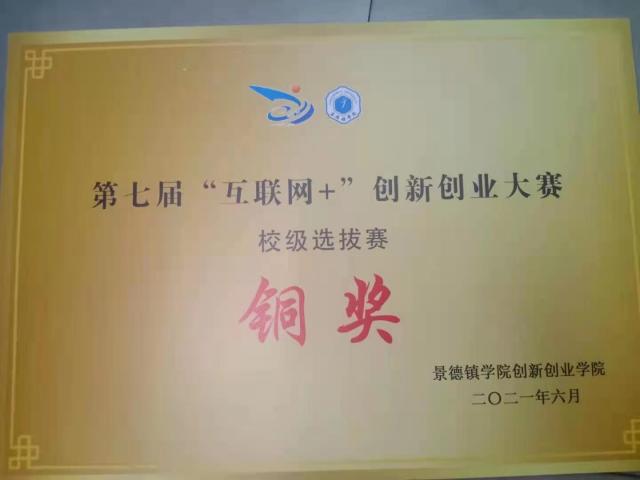 第七届“互联网+”创新创业大赛
校级选拔赛
铜奖
景德镇学院创新创业学院
二〇二一年六月